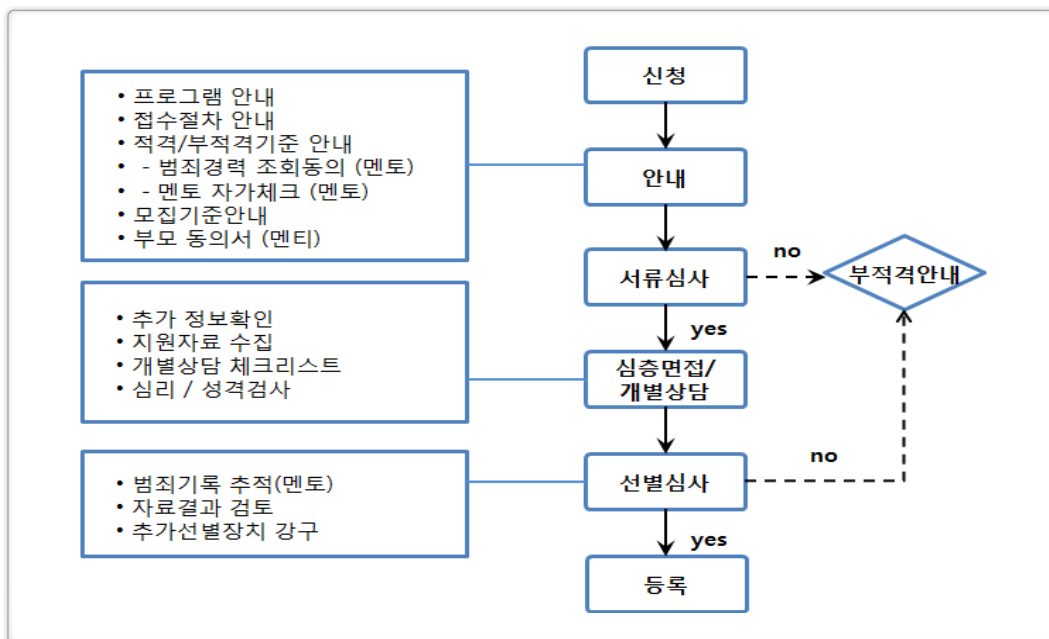 신청
• 프로그램 안내
• 접수절차 안내
• 적격/부적격기준 안내
• - 범죄경력 조회동의 (멘토)
• - 멘토 자가체크 (멘토)
• 모집기준안내
• 부모 동의서 (멘티)
안내
서류심사
no
부적격안내
yes
• 추가 정보확인
• 지원자료 수집
• 개별상담 체크리스트
• 심리 / 성격검사
심층면접/
개별상담
• 범죄기록 추적(멘토)
• 자료결과 검토
• 추가선별장치 강구
선별심사
no
yes
등록